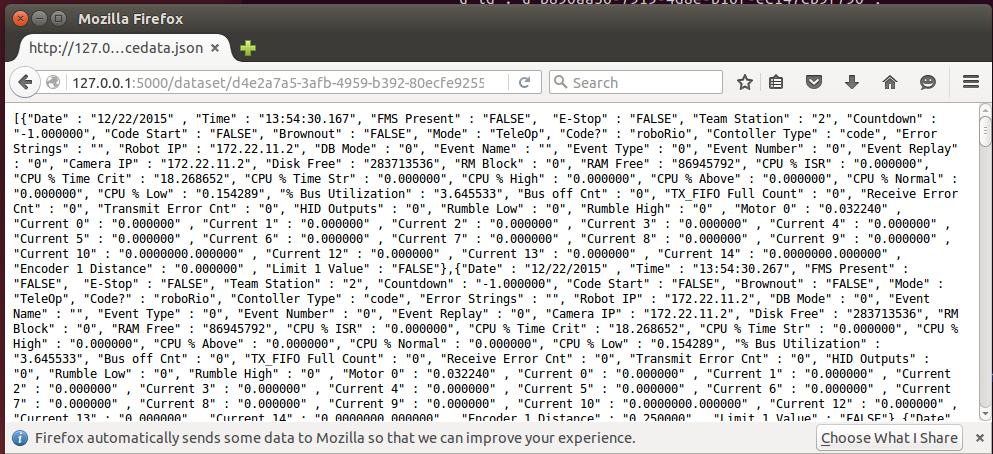 Mozilla Firefox
http://127.0...cedata.json
127.0.0.1:5000/dataset/d4e2a7a5-3afb-4959-b392-80ecfe9255
Search
[{"Date" : "12/22/2015" , "Time" : "13:54:30.167", "FMS Present" : "FALSE",  "E-Stop" : "FALSE", "Team Station" : "2", "Countdown" :
"-1.000000", "Code Start" : "FALSE", "Brownout" : "FALSE", "Mode" : "TeleOp", "Code?" : "roboRio", "Contoller Type" : "code", "Error
Strings" : "", "Robot IP" : "172.22.11.2", "DB Mode" : "0", "Event Name" : "", "Event Type" : "0", "Event Number" : "0", "Event Replay"
: "0", "Camera IP" : "172.22.11.2", "Disk Free" : "283713536", "RM Block" : "0", "RAM Free" : "86945792", "CPU % ISR" : "0.000000",
"CPU % Time Crit" : "18.268652", "CPU % Time Str" : "0.000000", "CPU % High" : "0.000000", "CPU % Above" : "0.000000", "CPU % Normal" :
"0.000000", "CPU % Low" : "0.154289", "% Bus Utilization" : "3.645533", "Bus off Cnt" : "0", "TX_FIFO Full Count" : "0", "Receive Error
Cnt" : "0", "Transmit Error Cnt" : "0", "HID Outputs" : "0", "Rumble Low" : "0", "Rumble High" : "0" , "Motor 0" : "0.032240" ,
"Current 0" : "0.000000" , "Current 1" : "0.000000" , "Current 2" : "0.000000" , "Current 3" : "0.000000" , "Current 4" : "0.000000" ,
"Current 5" : "0.000000" , "Current 6" : "0.000000" , "Current 7" : "0.000000" , "Current 8" : "0.000000" , "Current 9" : "0.000000" ,
"Current 10" : "0.0000000.000000" , "Current 12" : "0.000000" , "Current 13" : "0.000000" , "Current 14" : "0.0000000.000000" ,
"Encoder 1 Distance" : "0.000000" , "Limit 1 Value" : "FALSE"},{"Date" : "12/22/2015" , "Time" : "13:54:30.267", "FMS Present" :
"FALSE",  "E-Stop" : "FALSE", "Team Station" : "2", "Countdown" : "-1.000000", "Code Start" : "FALSE", "Brownout" : "FALSE", "Mode" :
"TeleOp", "Code?" : "roboRio", "Contoller Type" : "code", "Error Strings" : "", "Robot IP" : "172.22.11.2", "DB Mode" : "0", "Event
Name" : "", "Event Type" : "0", "Event Number" : "0", "Event Replay" : "0", "Camera IP" : "172.22.11.2", "Disk Free" : "283713536", "RM
Block" : "0", "RAM Free" : "86945792", "CPU % ISR" : "0.000000", "CPU % Time Crit" : "18.268652", "CPU % Time Str" : "0.000000", "CPU %
High" : "0.000000", "CPU % Above" : "0.000000", "CPU % Normal" : "0.000000", "CPU % Low" : "0.154289", "% Bus Utilization" :
"3.645533", "Bus off Cnt" : "0", "TX_FIFO Full Count" : "0", "Receive Error Cnt" : "0", "Transmit Error Cnt" : "0", "HID Outputs" :
"0", "Rumble Low" : "0", "Rumble High" : "0" , "Motor 0" : "0.032240" , "Current 0" : "0.000000" , "Current 1" : "0.000000" , "Current
2" : "0.000000" , "Current 3" : "0.000000" , "Current 4" : "0.000000" , "Current 5" : "0.000000" , "Current 6" : "0.000000" , "Current
7" : "0.000000" , "Current 8" : "0.000000" , "Current 9" : "0.000000" , "Current 10" : "0.0000000.000000" , "Current 12" : "0.000000" ,
"Current 13" : "0.000000" , "Current 14" : "0.0000000.000000" , "Encoder 1 Distance" : "0.250000" , "Limit 1 Value" : "FALSE"},{"Date"
Firefox automatically sends some data to Mozilla so that we can improve your experience.
Choose What I Share